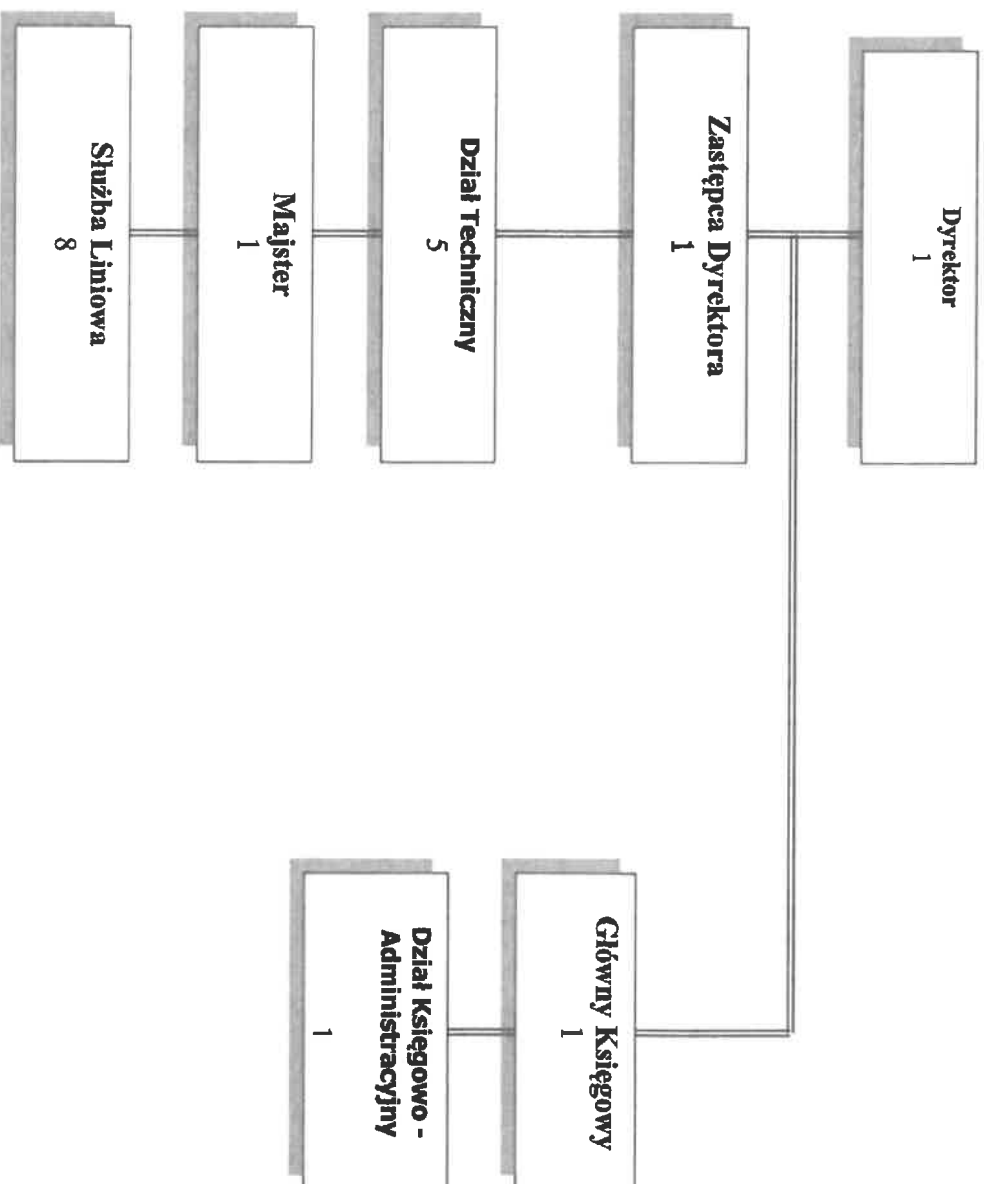 Dyrektor
1
Zastępca Dyrektora
1
Dział Techniczny
5
Majster
1
Służba Liniowa
8
Główny Księgowy
1
Dział Księgowo -
Administracyjny
1